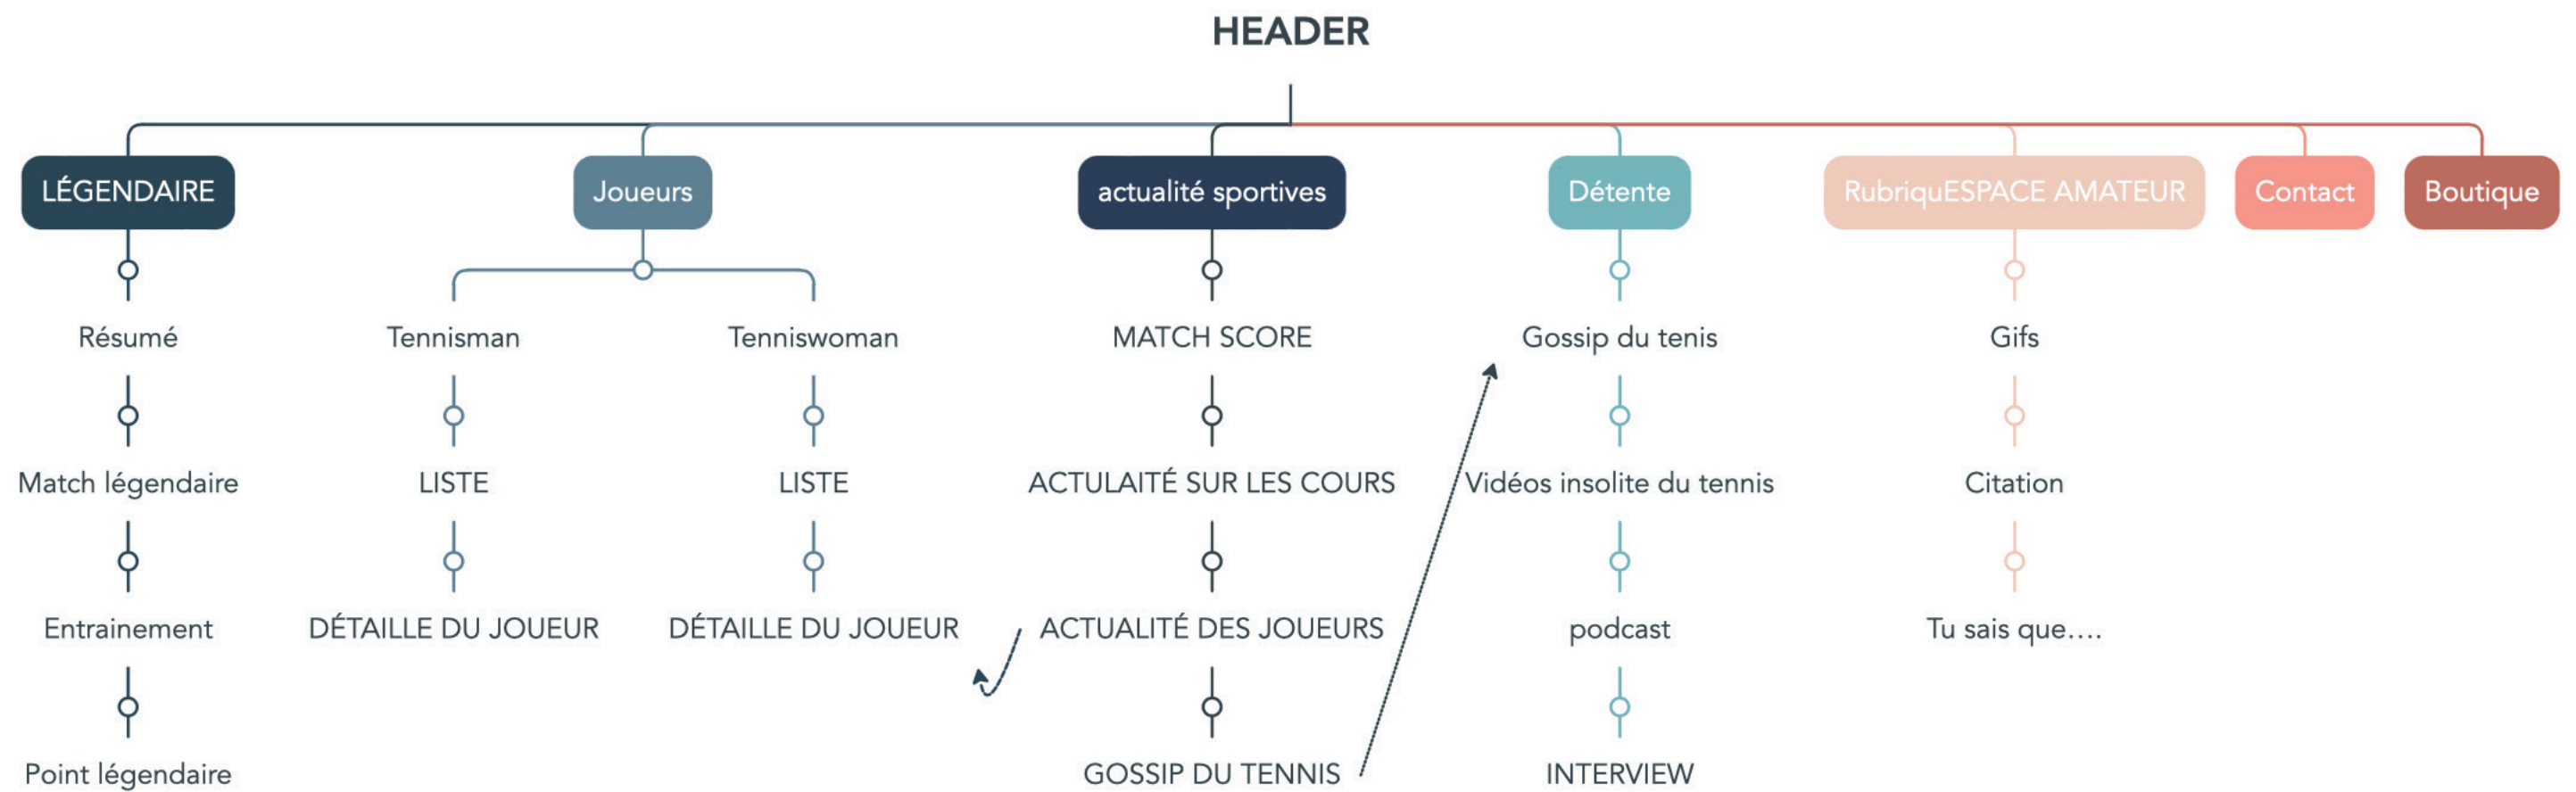 HEADER
LÉGENDAIRE
Joueurs
actualité sportives
Détente
RubriquESPACE AMATEUR
Contact
Boutique
Résumé
Tennisman
Tenniswoman
MATCH SCORE
Gossip du tenis
Gifs
Match légendaire
LISTE
LISTE
ACTULAITÉ SUR LES COURS
Vidéos insolite du tennis
Citation
Entrainement
DÉTAILLE DU JOUEUR
DÉTAILLE DU JOUEUR
ACTUALITÉ DES JOUEURS
podcast
Tu sais que....
Point légendaire
GOSSIP DU TENNIS
INTERVIEW